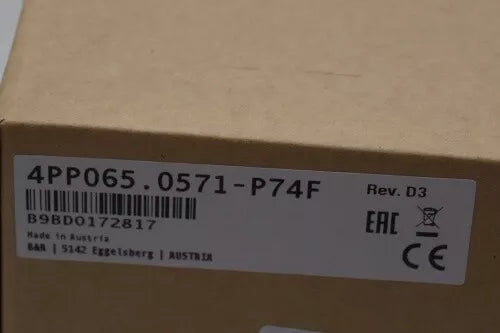 4PP065.0571-P74F
Rev. D3
B9BD0172817
EAC
CE
Made in Austria
B&R | 5142 Eggelsberg | AUSTRIA